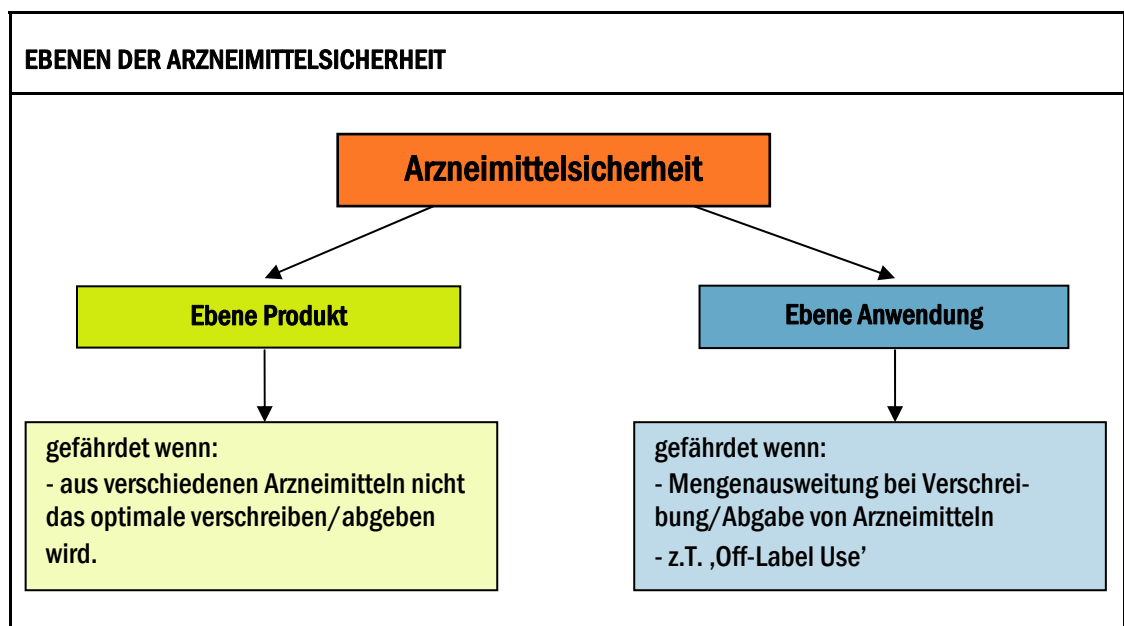 EBENEN DER ARZNEIMITTELSICHERHEIT
Arzneimittelsicherheit
Ebene Produkt
Ebene Anwendung
gefährdet wenn:
- aus verschiedenen Arzneimitteln nicht
das optimale verschreiben/abgeben
wird.
gefährdet wenn:
- Mengenausweitung bei Verschrei-
bung/Abgabe von Arzneimitteln
- z.T. ‚Off-Label Use’